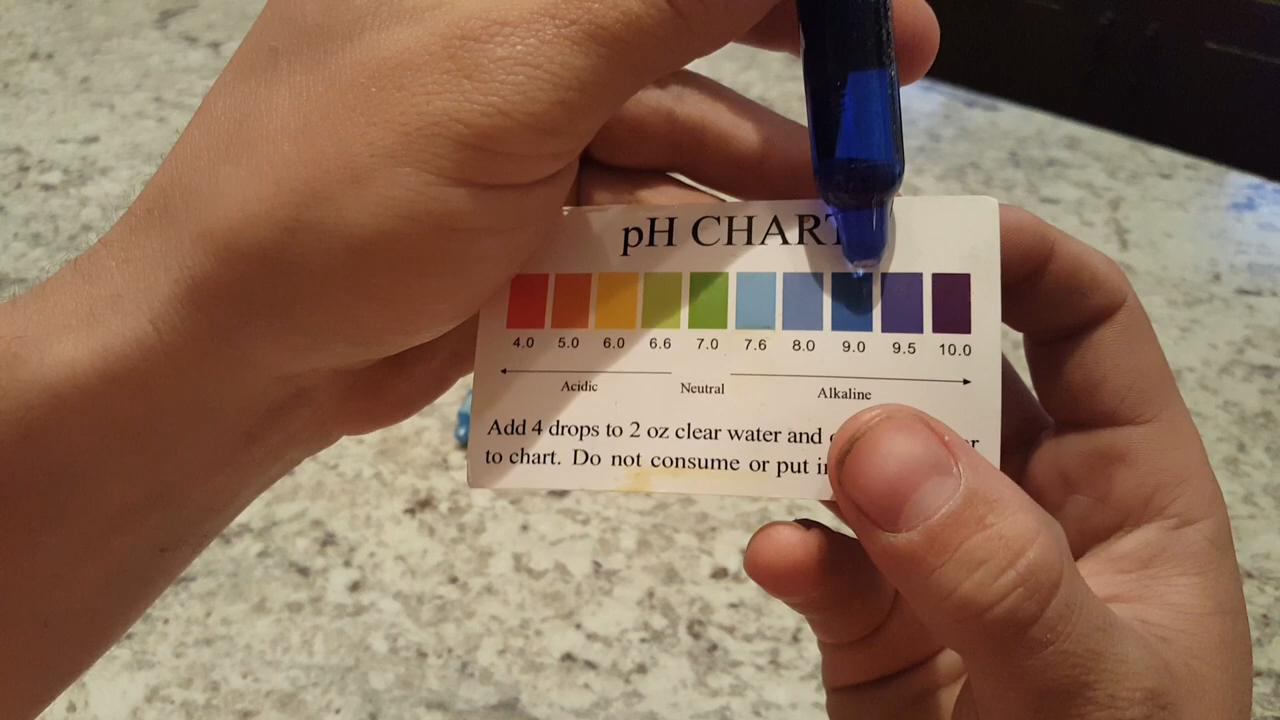 pH CHART
4.0 5.0 6.0 6.6 7.0 7.6 8.0 9.0 9.5 10.0
Acidic Neutral Alkaline
Add 4 drops to 2 oz clear water and
to chart. Do not consume or put